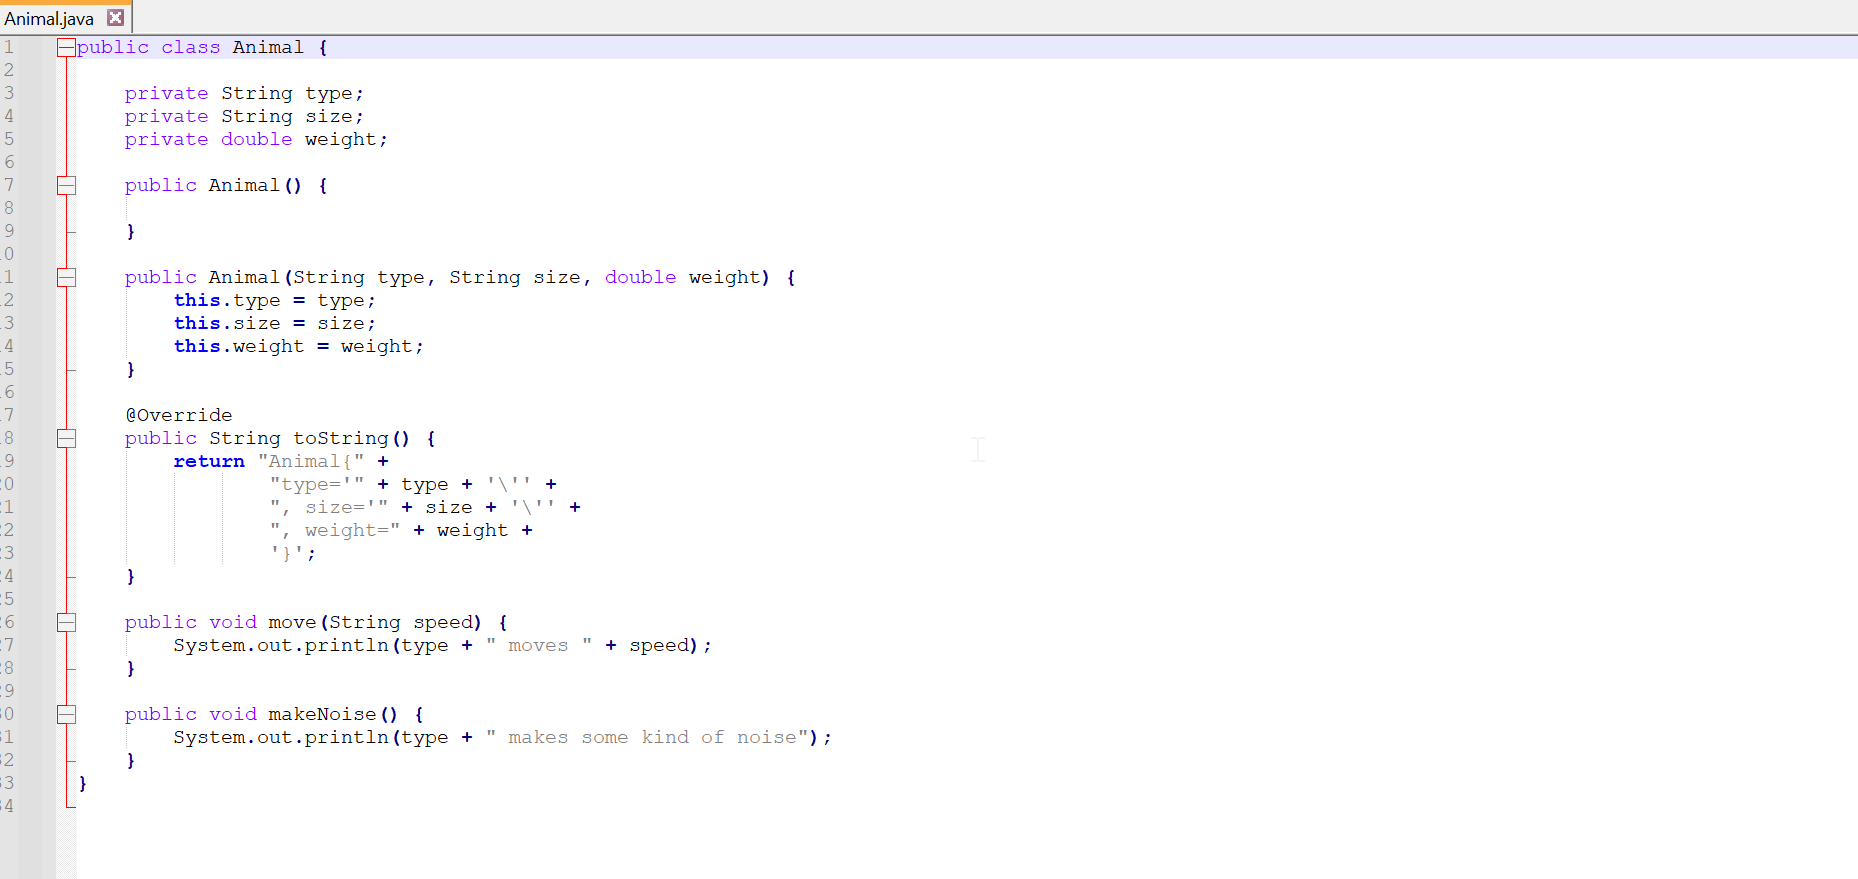 Animal.java
1 public class Animal {
2
3     private String type;
4     private String size;
5     private double weight;
6
7     public Animal() {
8
9     }
0
1     public Animal(String type, String size, double weight) {
2         this.type = type;
3         this.size = size;
4         this.weight = weight;
5     }
6
7     @Override
8     public String toString() {
9         return "Animal{" +
0                 "type='" + type + '\'' +
1                 ", size='" + size + '\'' +
2                 ", weight=" + weight +
3                 '}';
4     }
5
6     public void move(String speed) {
7         System.out.println(type + " moves " + speed);
8     }
9
0     public void makeNoise() {
1         System.out.println(type + " makes some kind of noise");
2     }
3 }
4